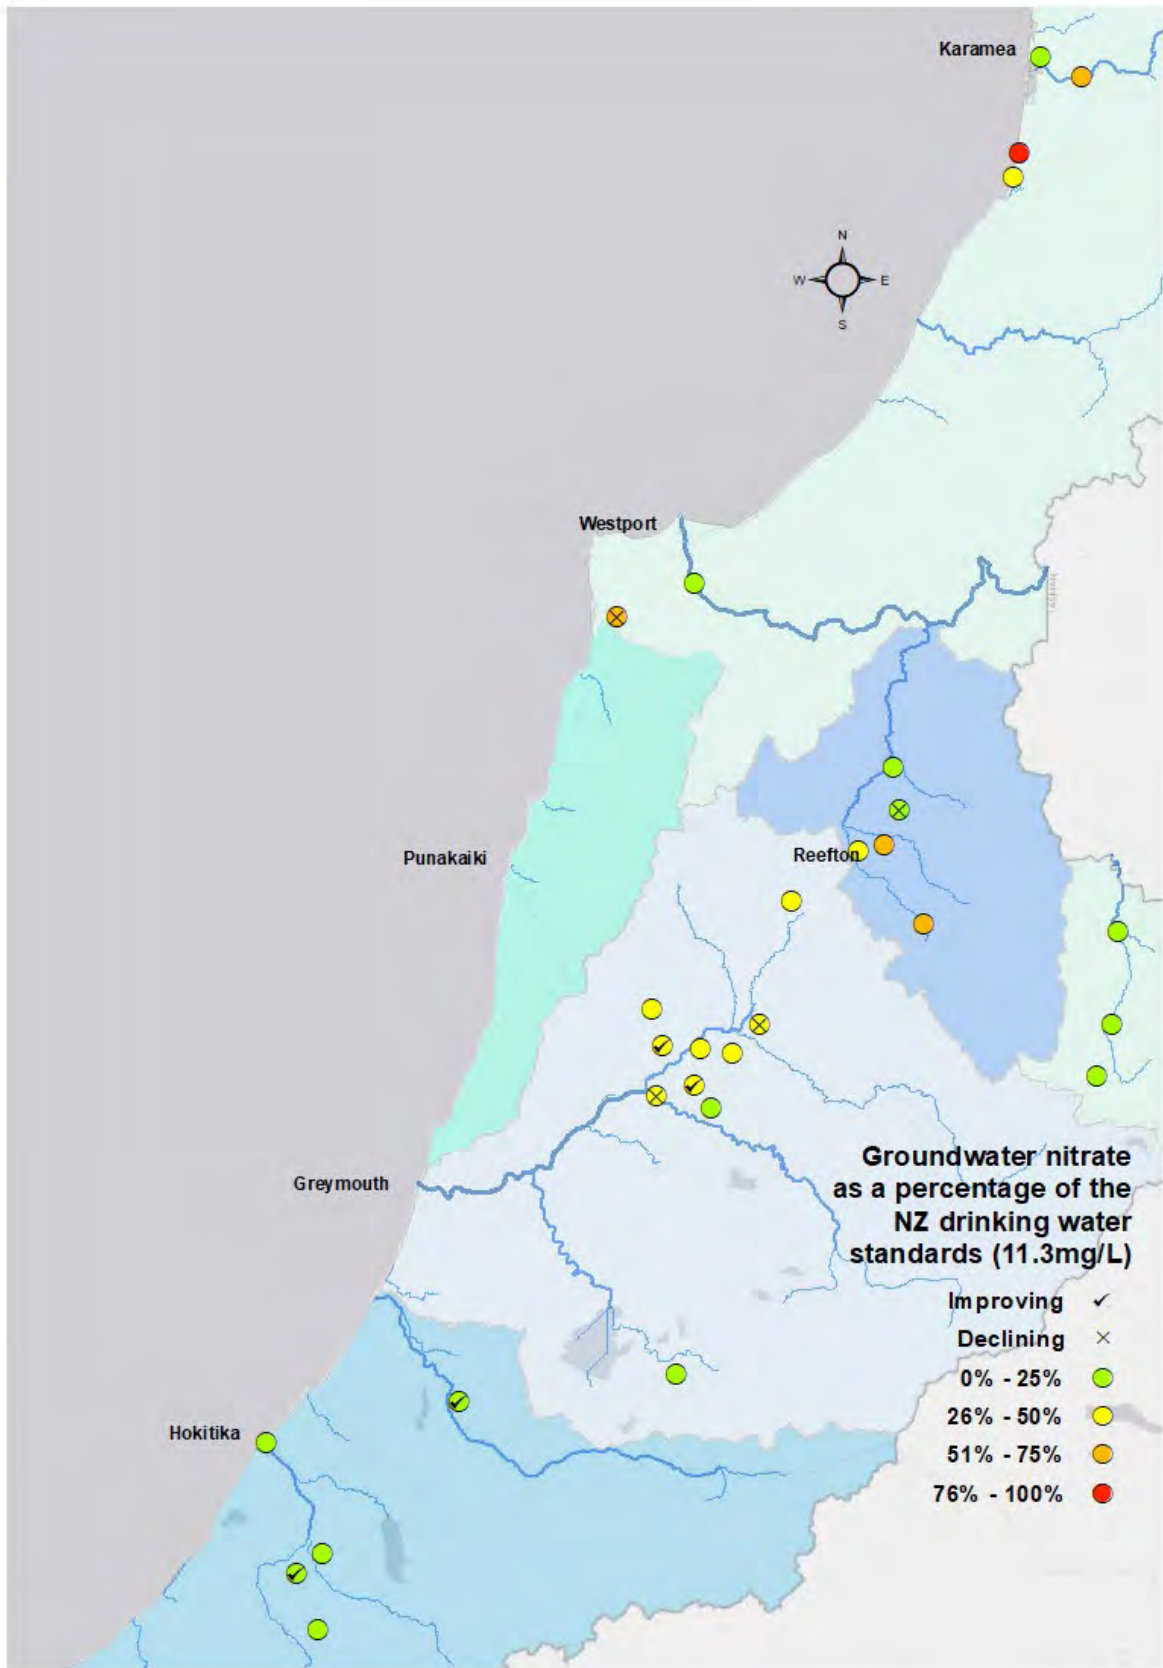 Karamea
N
W
E
S
Westport
TASMAN
Punakaiki
Reefton
Greymouth
Groundwater nitrate
as a percentage of the
NZ drinking water
standards (11.3mg/L)
Improving
Declining
0% - 25%
26% - 50%
51% - 75%
76% - 100%
Hokitika